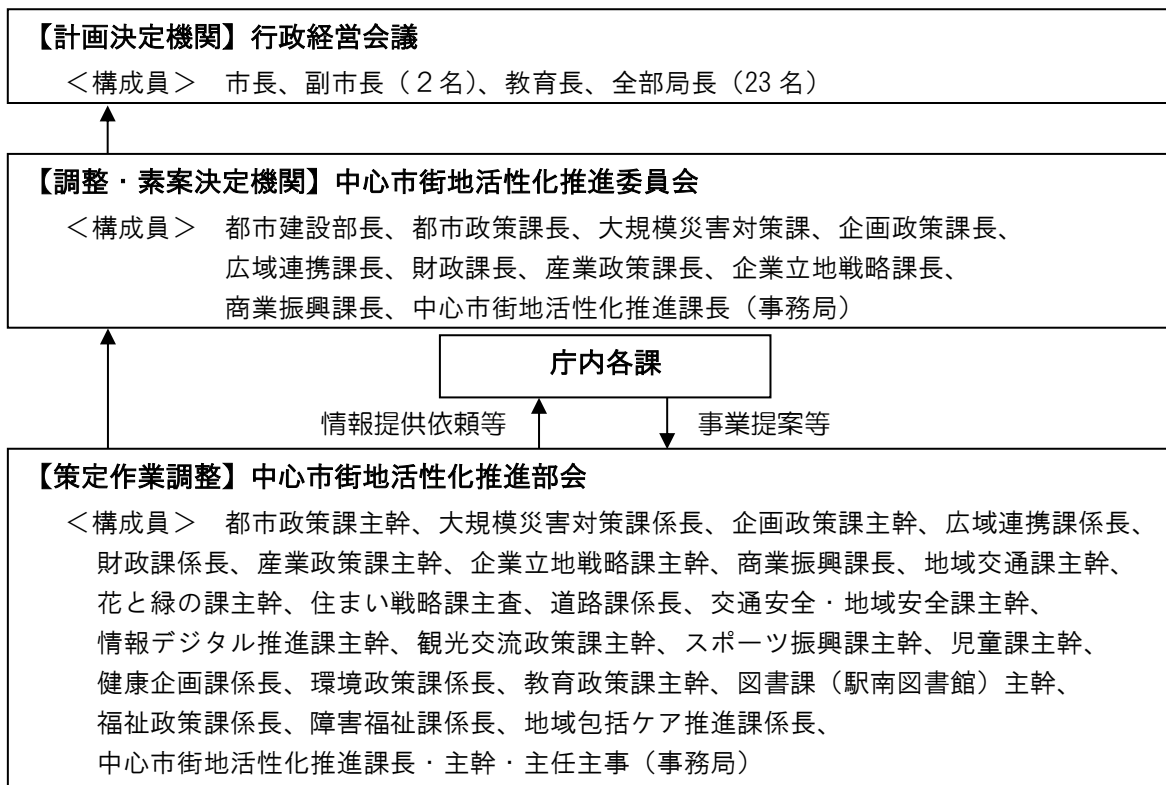 【計画決定機関】行政経営会議
＜構成員＞　市長、副市長（２名）、教育長、全部局長（23 名）
【調整・素案決定機関】中心市街地活性化推進委員会
＜構成員＞　都市建設部長、都市政策課長、大規模災害対策課、企画政策課長、
広域連携課長、財政課長、産業政策課長、企業立地戦略課長、
商業振興課長、中心市街地活性化推進課長（事務局）
庁内各課
情報提供依頼等
事業提案等
【策定作業調整】中心市街地活性化推進部会
＜構成員＞　都市政策課主幹、大規模災害対策課係長、企画政策課主幹、広域連携課係長、
財政課係長、産業政策課主幹、企業立地戦略課主幹、商業振興課長、地域交通課主幹、
花と緑の課主幹、住まい戦略課主査、道路課係長、交通安全・地域安全課主幹、
情報デジタル推進課主幹、観光交流政策課主幹、スポーツ振興課主幹、児童課主幹、
健康企画課係長、環境政策課係長、教育政策課主幹、図書課（駅南図書館）主幹、
福祉政策課係長、障害福祉課係長、地域包括ケア推進課係長、
中心市街地活性化推進課長・主幹・主任主事（事務局）